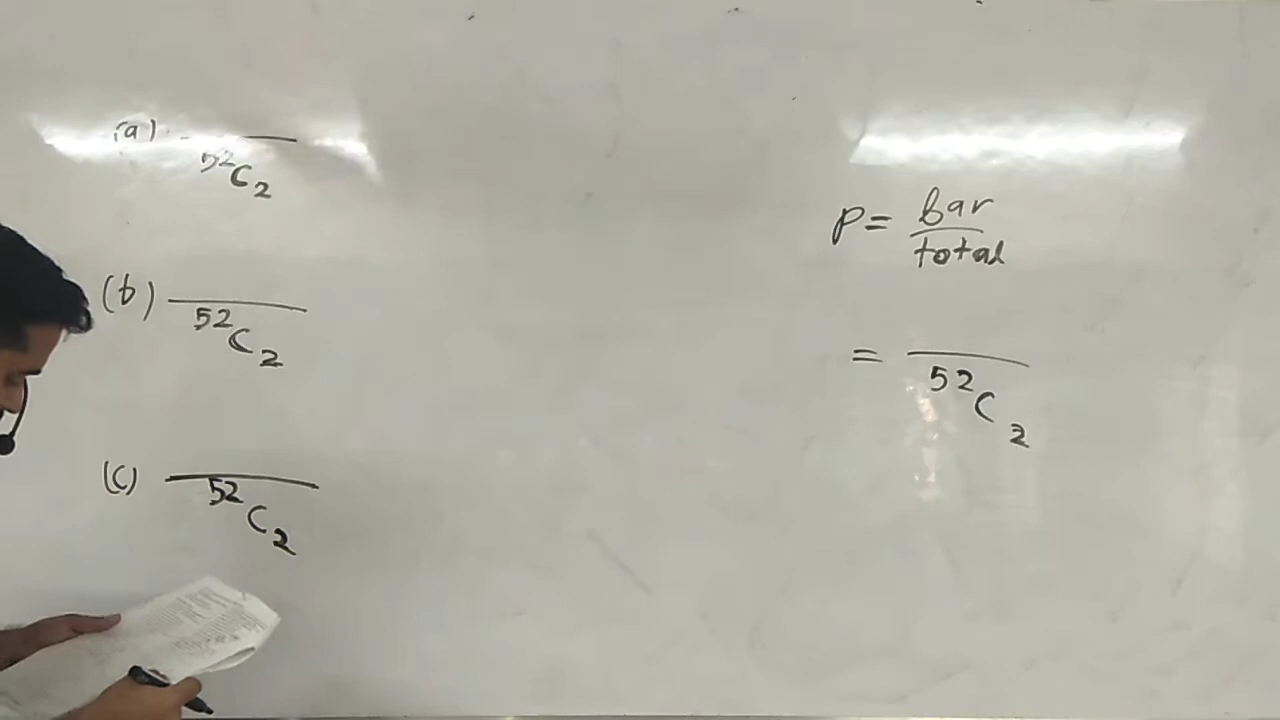 (a) ―
⁵²C₂
(b) ―
⁵²C₂
(c) ―
⁵²C₂
P = fav
total
= ―
⁵²C₂